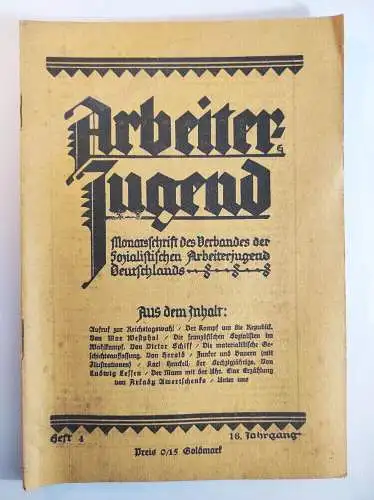 Arbeiter-
Jugend
Monatsschrift des Verbandes der
Sozialistischen Arbeiterjugend
Deutschlands
Aus dem Inhalt:
Aufruf zur Reichstagswahl / Der Kampf um die Republik.
Von Max Westphal / Die französischen Sozialisten im
Wahlkampf. Von Victor Schiff / Die materialistische Ge-
schichtsauffassung. Von Herold / Junker und Bauern (mit
Illustrationen) / Karl Henckell, der Sechzigjährige. Von
Ludwig Lessen / Der Mann mit der Uhr. Eine Erzählung
von Arkady Awertschenko / Unter uns
Heft 4 16. Jahrgang
Preis 0/15 Goldmark